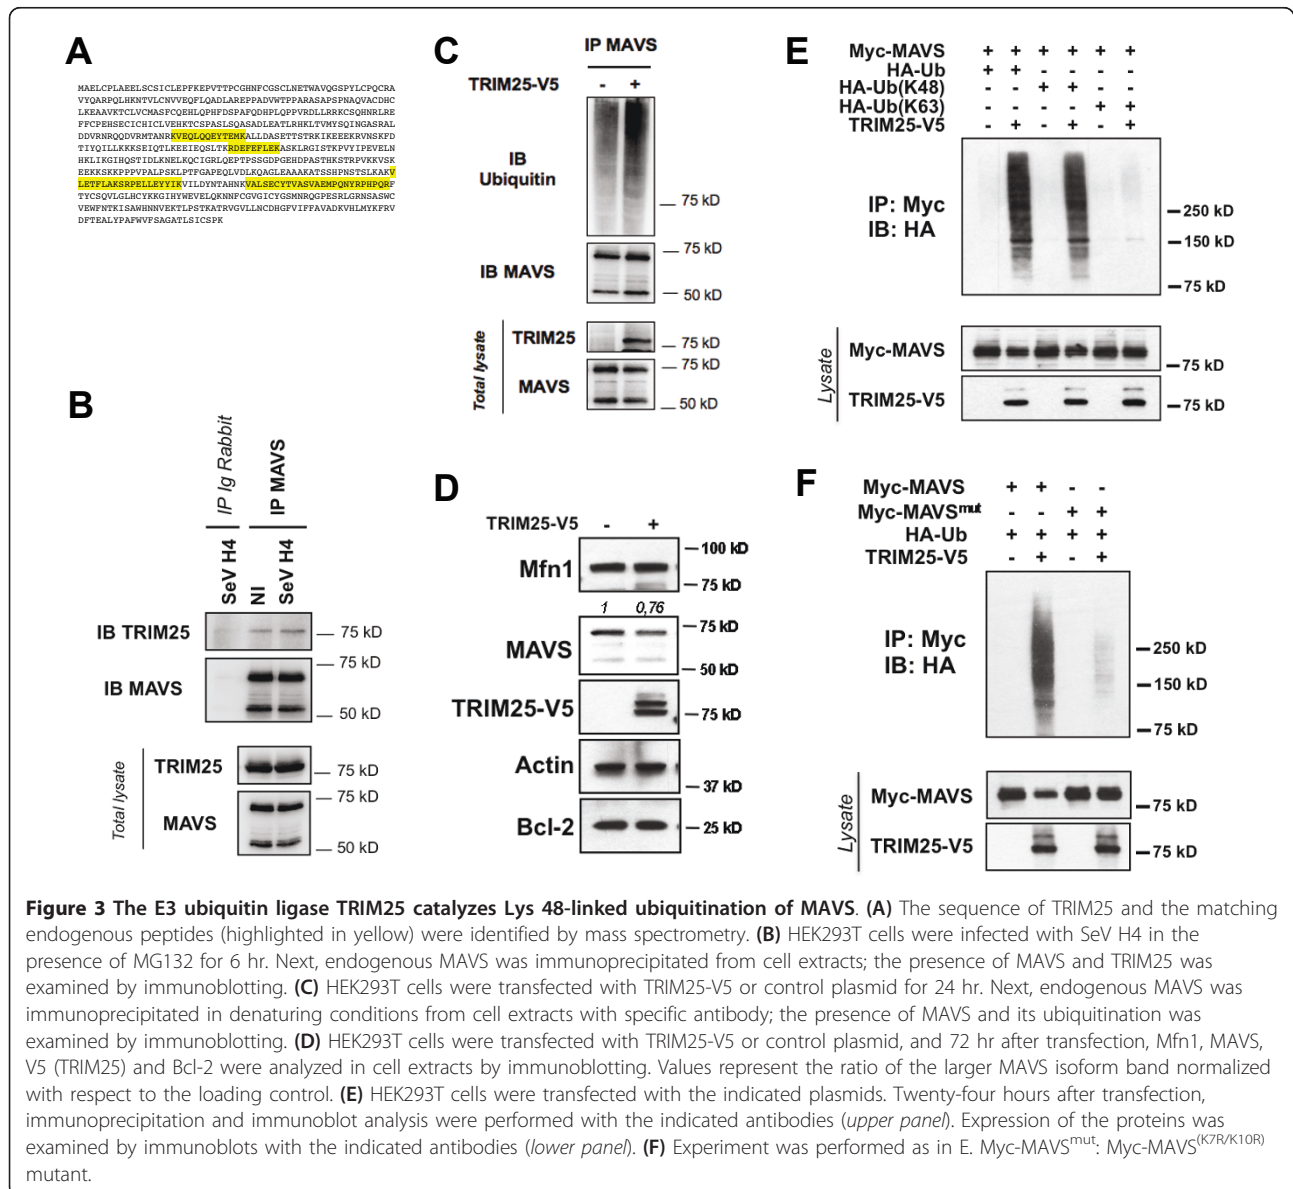 A
MAELCPLAEELSCSICLEPFKEPVTTPCGHNFCGSCLNETWAVQGSPYLCPQCRA
VYQARPQLHKNTVLCNVVEQFLQADLAREPPADVWTPPARASAPSPNAQVACDHC
LKEAAVKTCLVCMASFCQEHLQPHFDSPAFQDHPLQPPVRDLLRRKCSQHNRLRE
FFCPEHSECICHICLVEHKTCSPASLSQASADLEATLRHKLTVMYSQINGASRAL
DDVRNRQQDVRMTANRKVEQLQQEYTEMKALLDASETTSTRKIKEEEKRVNSKFD
TIYQILLKKKSEIQTLKEEIEQSLTKRDEFEFLEKASKLRGISTKPVYIPEVELN
HKLIKGIHQSTIDLKNELKQCIGRLQEPTPSSGDPGEHDPASTHKSTRPVKKVSK
EEKKSKKPPPVPALPSKLPTFGAPEQLVDLKQAGLEAAAKATSSHPNSTSLKAKV
LETFLAKSRPELLEYYIKVILDYNTAHNKVALSECYTVASVAEMPQNYRPHPQRF
TYCSQVLGLHCYKKGIHYWEVELQKNNFCGVGICYGSMNRQGPESRLGRNSASWC
VEWFNTKISAWHNNVEKTLPSTKATRVGVLLNCDHGFVIFFAVADKVHLMYKFRV
DFTEALYPAFWVFSAGATLSICSPK
B
IP Ig Rabbit
IP MAVS
SeV H4
NI
SeV H4
IB TRIM25
75 kD
IB MAVS
75 kD
50 kD
Total lysate
TRIM25
75 kD
MAVS
75 kD
50 kD
C
IP MAVS
TRIM25-V5 - +
IB
Ubiquitin
75 kD
IB MAVS
75 kD
50 kD
Total lysate
TRIM25
75 kD
MAVS
75 kD
50 kD
D
TRIM25-V5 - +
Mfn1
100 kD
75 kD
1 0,76
MAVS
75 kD
50 kD
TRIM25-V5
75 kD
Actin
37 kD
Bcl-2
25 kD
E
Myc-MAVS + + + + + +
HA-Ub + + - - - -
HA-Ub(K48) - - + + - -
HA-Ub(K63) - - - - + +
TRIM25-V5 - + - + - +
IP: Myc
IB: HA
250 kD
150 kD
75 kD
Lysate
Myc-MAVS
75 kD
TRIM25-V5
75 kD
F
Myc-MAVS + + - -
Myc-MAVSmut - - + +
HA-Ub + + + +
TRIM25-V5 - + - +
IP: Myc
IB: HA
250 kD
150 kD
75 kD
Lysate
Myc-MAVS
75 kD
TRIM25-V5
75 kD
Figure 3 The E3 ubiquitin ligase TRIM25 catalyzes Lys 48-linked ubiquitination of MAVS. (A) The sequence of TRIM25 and the matching
endogenous peptides (highlighted in yellow) were identified by mass spectrometry. (B) HEK293T cells were infected with SeV H4 in the
presence of MG132 for 6 hr. Next, endogenous MAVS was immunoprecipitated from cell extracts; the presence of MAVS and TRIM25 was
examined by immunoblotting. (C) HEK293T cells were transfected with TRIM25-V5 or control plasmid for 24 hr. Next, endogenous MAVS was
immunoprecipitated in denaturing conditions from cell extracts with specific antibody; the presence of MAVS and its ubiquitination was
examined by immunoblotting. (D) HEK293T cells were transfected with TRIM25-V5 or control plasmid, and 72 hr after transfection, Mfn1, MAVS,
V5 (TRIM25) and Bcl-2 were analyzed in cell extracts by immunoblotting. Values represent the ratio of the larger MAVS isoform band normalized
with respect to the loading control. (E) HEK293T cells were transfected with the indicated plasmids. Twenty-four hours after transfection,
immunoprecipitation and immunoblot analysis were performed with the indicated antibodies (upper panel). Expression of the proteins was
examined by immunoblots with the indicated antibodies (lower panel). (F) Experiment was performed as in E. Myc-MAVSmut: Myc-MAVS(K7R/K10R)
mutant.